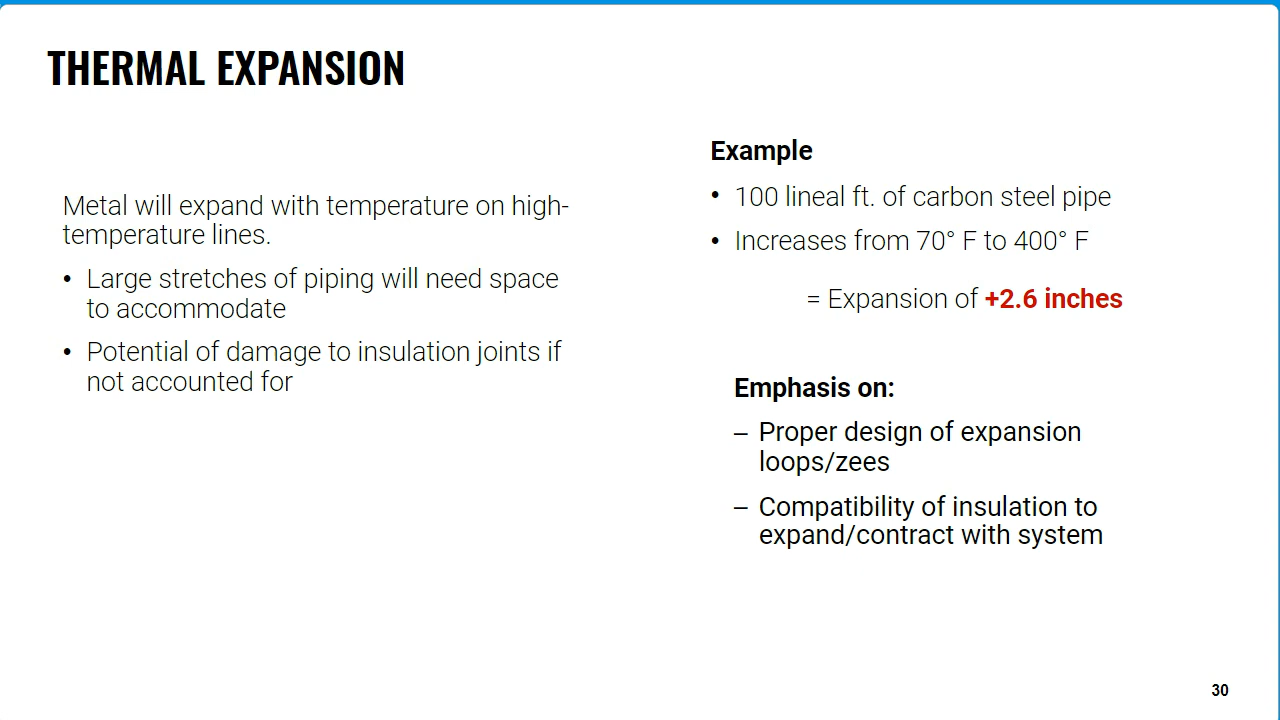 THERMAL EXPANSION
Metal will expand with temperature on high-
temperature lines.
• Large stretches of piping will need space
to accommodate
• Potential of damage to insulation joints if
not accounted for
Example
• 100 lineal ft. of carbon steel pipe
• Increases from 70° F to 400° F
= Expansion of +2.6 inches
Emphasis on:
– Proper design of expansion
loops/zees
– Compatibility of insulation to
expand/contract with system
30